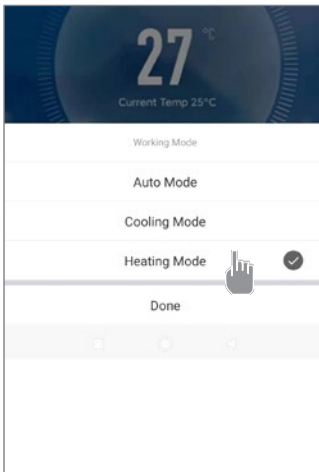 27 °C
Current Temp 25°C
Working Mode
Auto Mode
Cooling Mode
Heating Mode
Done